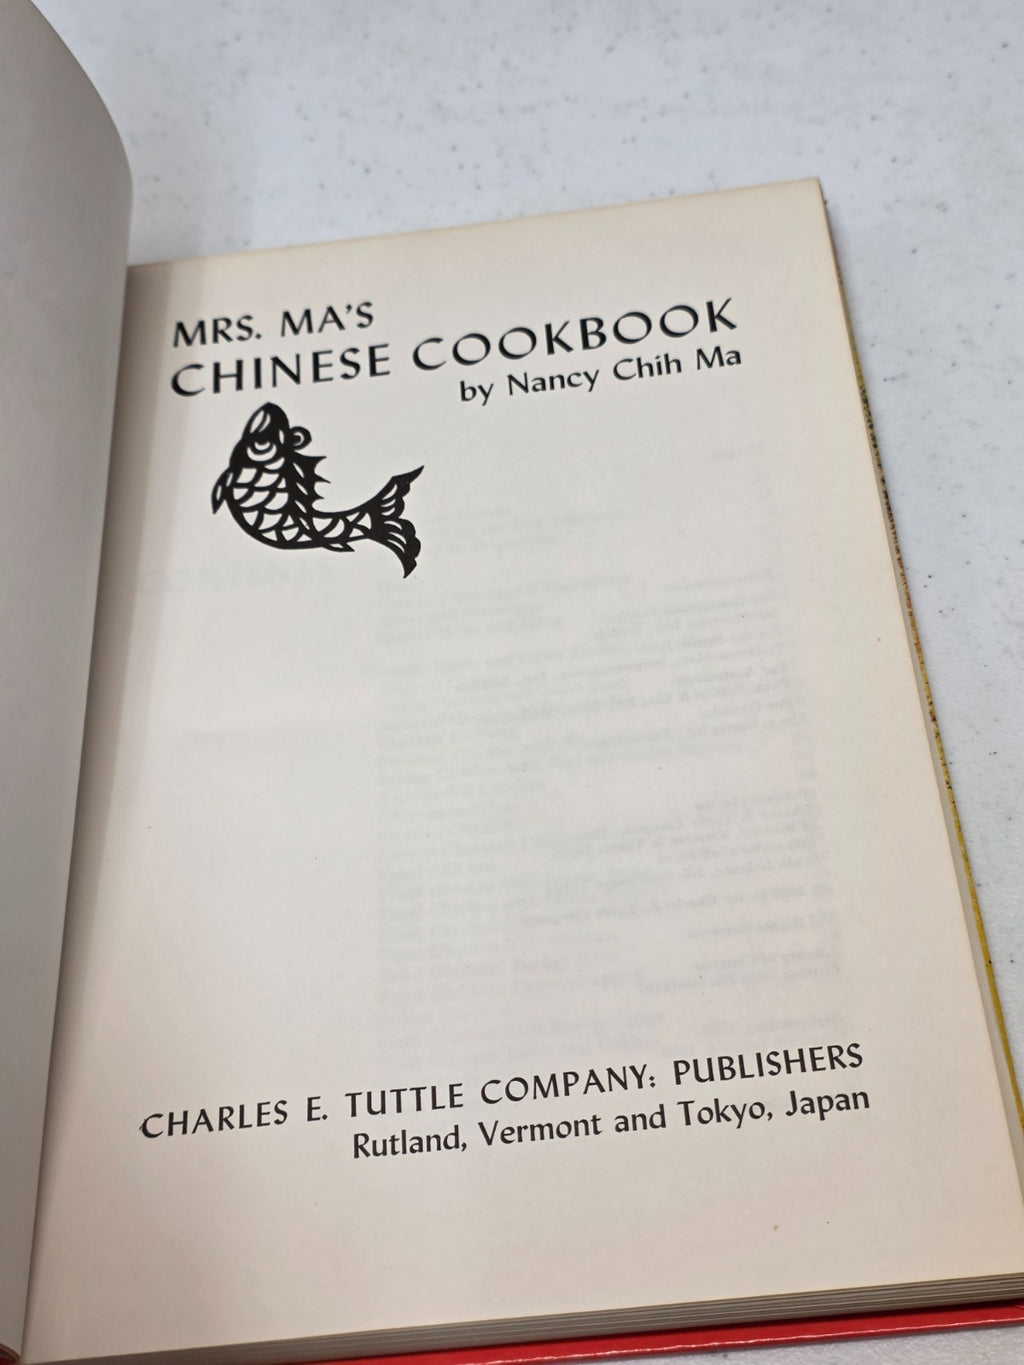 MRS. MA'S
CHINESE COOKBOOK
by Nancy Chih Ma
CHARLES E. TUTTLE COMPANY: PUBLISHERS
Rutland, Vermont and Tokyo, Japan